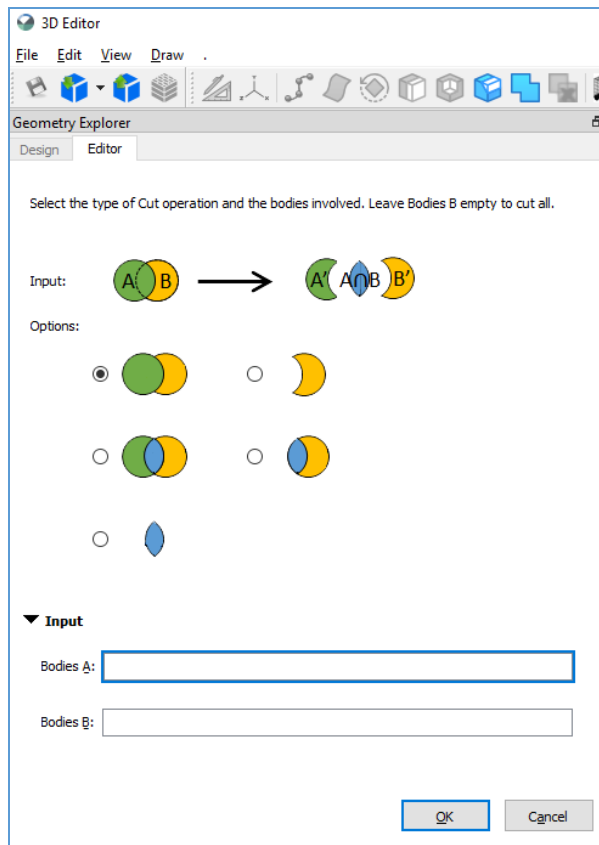 3D Editor
File Edit View Draw .
Geometry Explorer
Design Editor
Select the type of Cut operation and the bodies involved. Leave Bodies B empty to cut all.
Input: A B A' A∩B B'
Options:
Input
Bodies A:
Bodies B:
OK Cancel